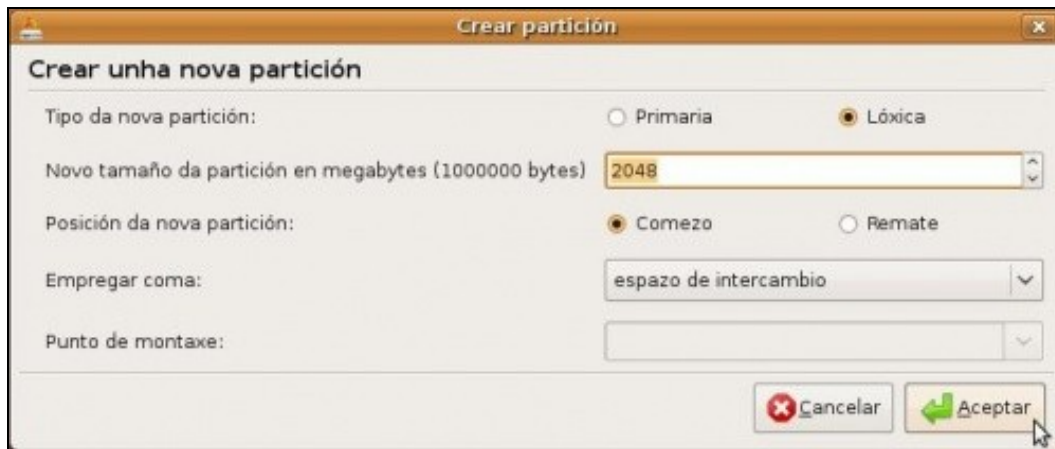 Crear partición
Crear unha nova partición
Tipo da nova partición: Primaria Lóxica
Novo tamaño da partición en megabytes (1000000 bytes) 2048
Posición da nova partición: Comezo Remate
Empregar coma: espazo de intercambio
Punto de montaxe:
Cancelar Aceptar